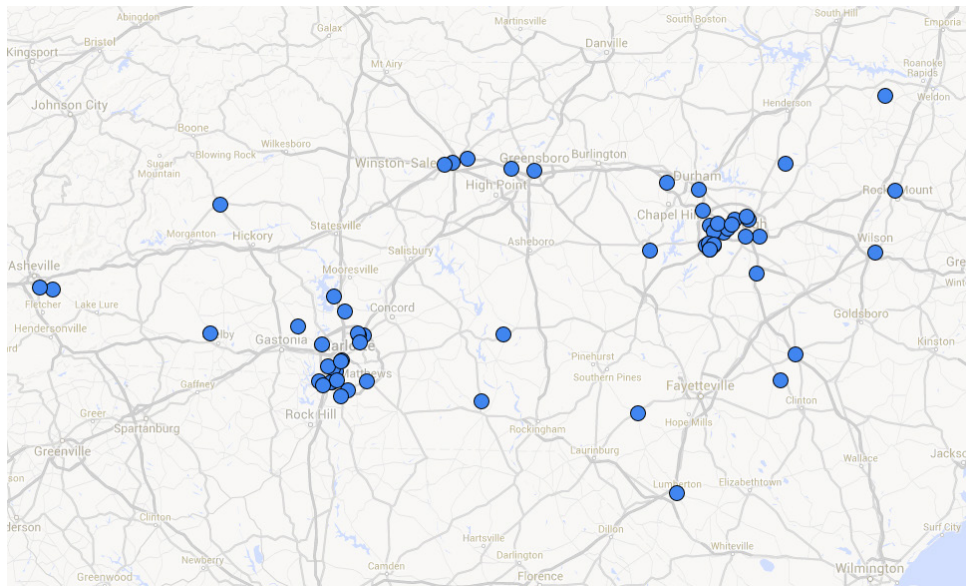 Abingdon
Galax
Martinsville
South Boston
South Hill
Emporia
Bristol
Kingsport
Danville
Mt Airy
Roanoke
Rapids
Johnson City
Henderson
Weldon
Boone
Wilkesboro
Blowing Rock
Winston-Sale
Greensboro
Burlington
Sugar
Mountain
High Point
Durham
Mount
Chapel Hil
Statesville
Morganton
Hickory
Salisbury
Asheboro
Wilson
Asheville
Mooresville
Fletcher
Lake Lure
Concord
Goldsboro
Hendersonville
Gastonia
Kinston
Pinehurst
Matthews
Southern Pines
Gaffney
Fayetteville
Clinton
Greer
Rock Hill
Spartanburg
Rockingham
Hope Mills
Greenville
Laurinburg
Wallace
Lumberton
Elizabethtown
Clinton
Dillon
Surf City
Hartsville
Whiteville
Newberry
Darlington
Camden
Greenwood
Florence
Wilmington